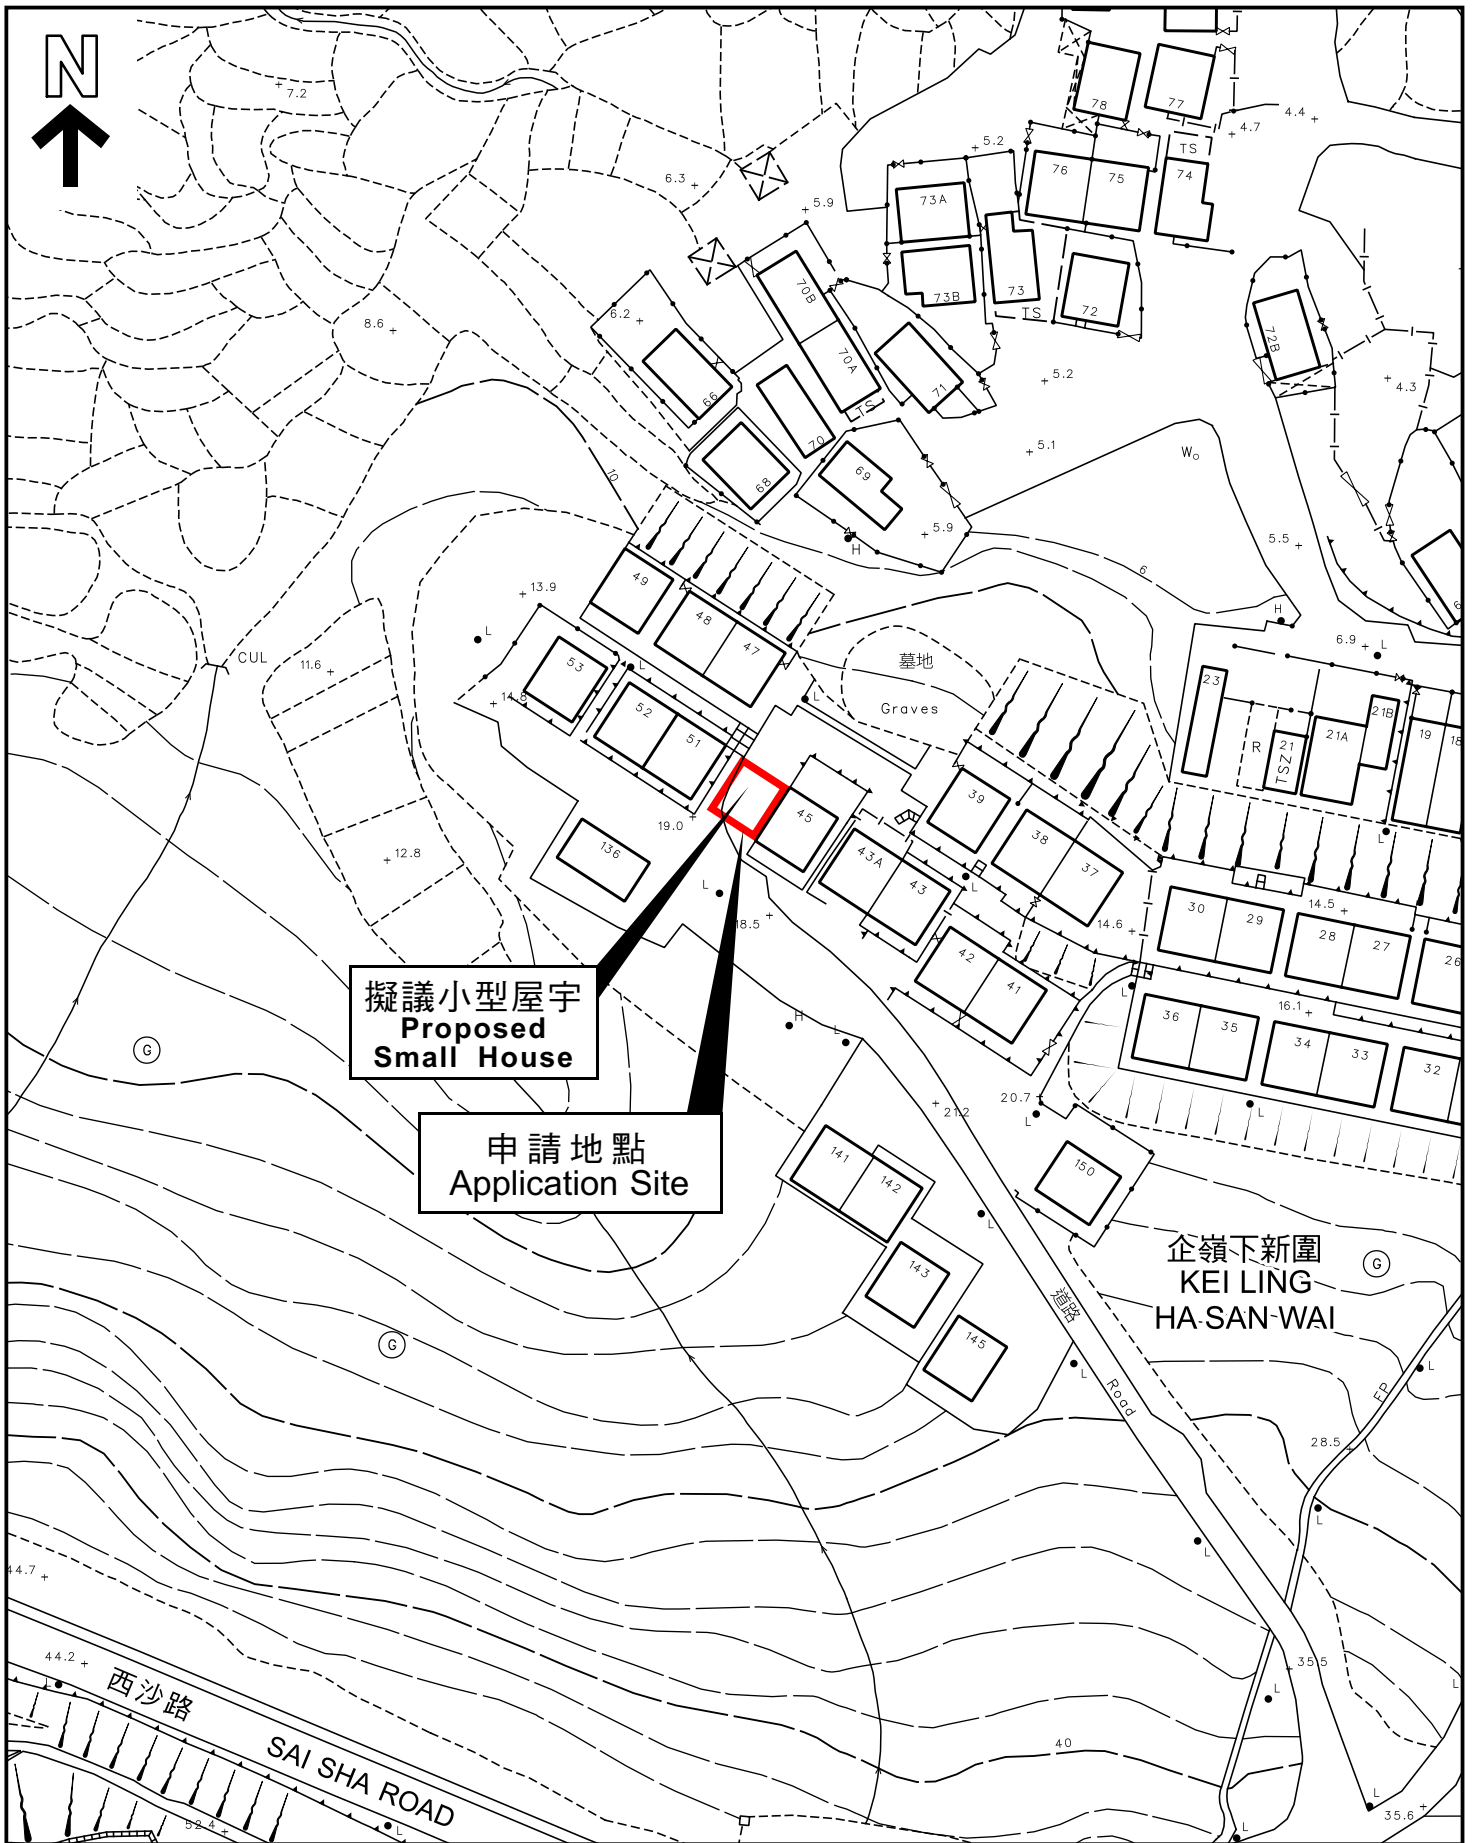 N
7.2
78
77
4.4
4.7
5.2
TS
6.3
76
75
74
5.9
73A
73B
73
TS
72
70B
70A
6.2
8.6
66
71
TS
72B
5.2
4.3
70
68
69
5.1
Wo
10
5.9
H
5.5
6
H
13.9
49
48
47
L
53
L
CUL
11.6
墓地
Graves
6.9
L
23
21B
14.8
52
51
L
R
21
TSZ
21A
19
18
39
19.0
45
38
37
L
136
12.8
43A
43
L
L
18.5
14.6
30
29
14.5
28
27
26
42
41
L
16.1
擬議小型屋宇
Proposed
Small House
H
L
36
35
34
33
32
G
20.7
L
21.2
L
申請地點
Application Site
141
142
150
L
企嶺下新圍
KEI LING
HA SAN WAI
G
143
道路
145
G
L
L
Road
FP
28.5
L
L
44.7
44.2
L
西沙路
SAI SHA ROAD
35.5
L
L
40
52.4
L
L
35.6
L